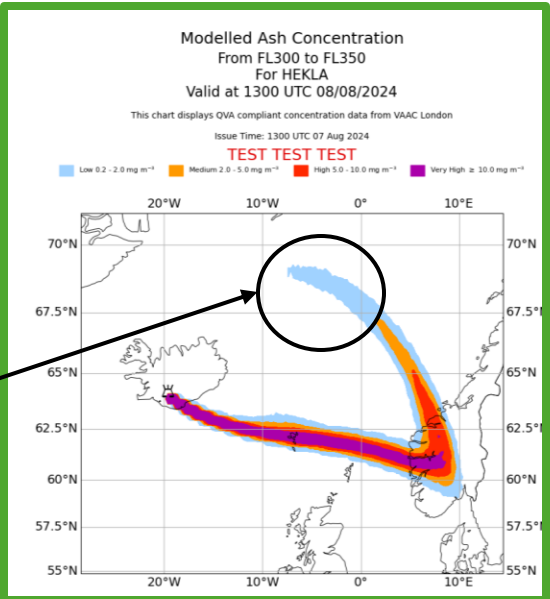 Modelled Ash Concentration
From FL300 to FL350
For HEKLA
Valid at 1300 UTC 08/08/2024
This chart displays QVA compliant concentration data from VAAC London
Issue Time: 1300 UTC 07 Aug 2024
TEST TEST TEST
Low 0.2 - 2.0 mg m⁻³ Medium 2.0 - 5.0 mg m⁻³ High 5.0 - 10.0 mg m⁻³ Very High ≥ 10.0 mg m⁻³
20°W 10°W 0° 10°E
70°N 70°N
67.5°N 67.5°N
65°N 65°N
62.5°N 62.5°N
60°N 60°N
57.5°N 57.5°N
55°N 55°N
20°W 10°W 0° 10°E